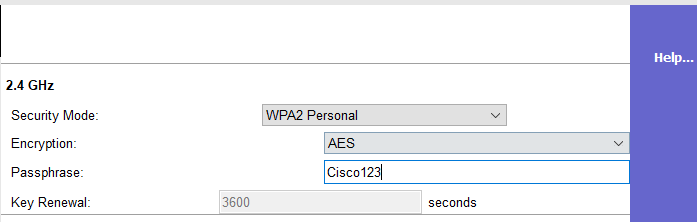 Help...
2.4 GHz
Security Mode: WPA2 Personal
Encryption: AES
Passphrase: Cisco123
Key Renewal: 3600 seconds